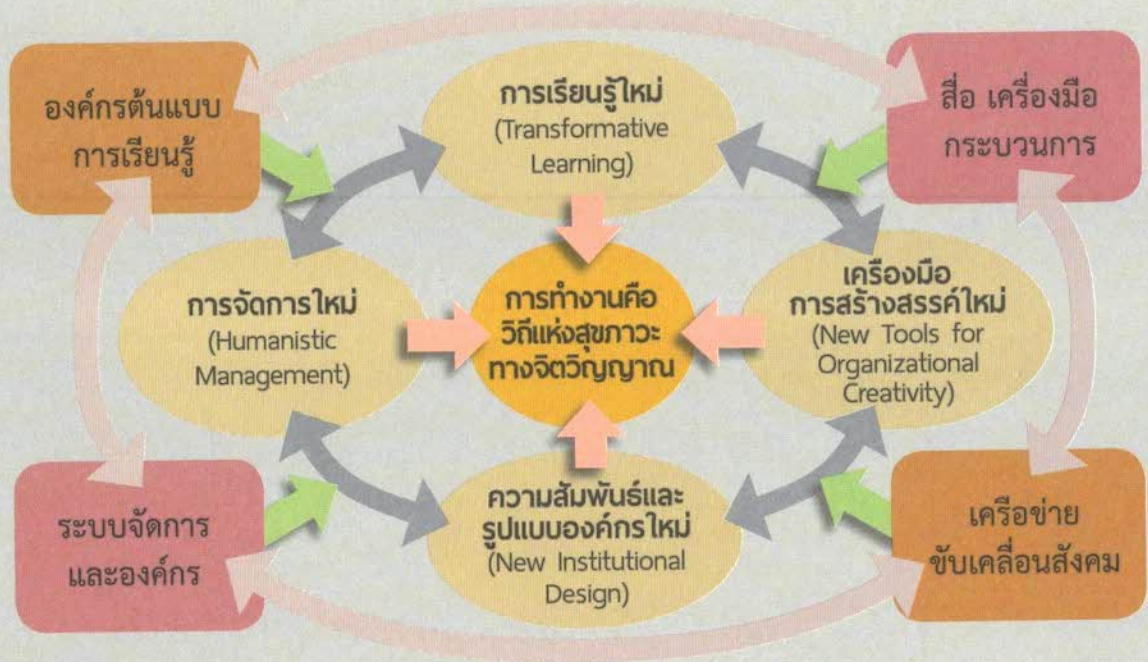 องค์กรต้นแบบ
การเรียนรู้
การเรียนรู้ใหม่
(Transformative
Learning)
สื่อ เครื่องมือ
กระบวนการ
การจัดการใหม่
(Humanistic
Management)
การทำงานคือ
วิถีแห่งสุขภาวะ
ทางจิตวิญญาณ
เครื่องมือ
การสร้างสรรค์ใหม่
(New Tools for
Organizational
Creativity)
ระบบจัดการ
และองค์กร
ความสัมพันธ์และ
รูปแบบองค์กรใหม่
(New Institutional
Design)
เครือข่าย
ขับเคลื่อนสังคม